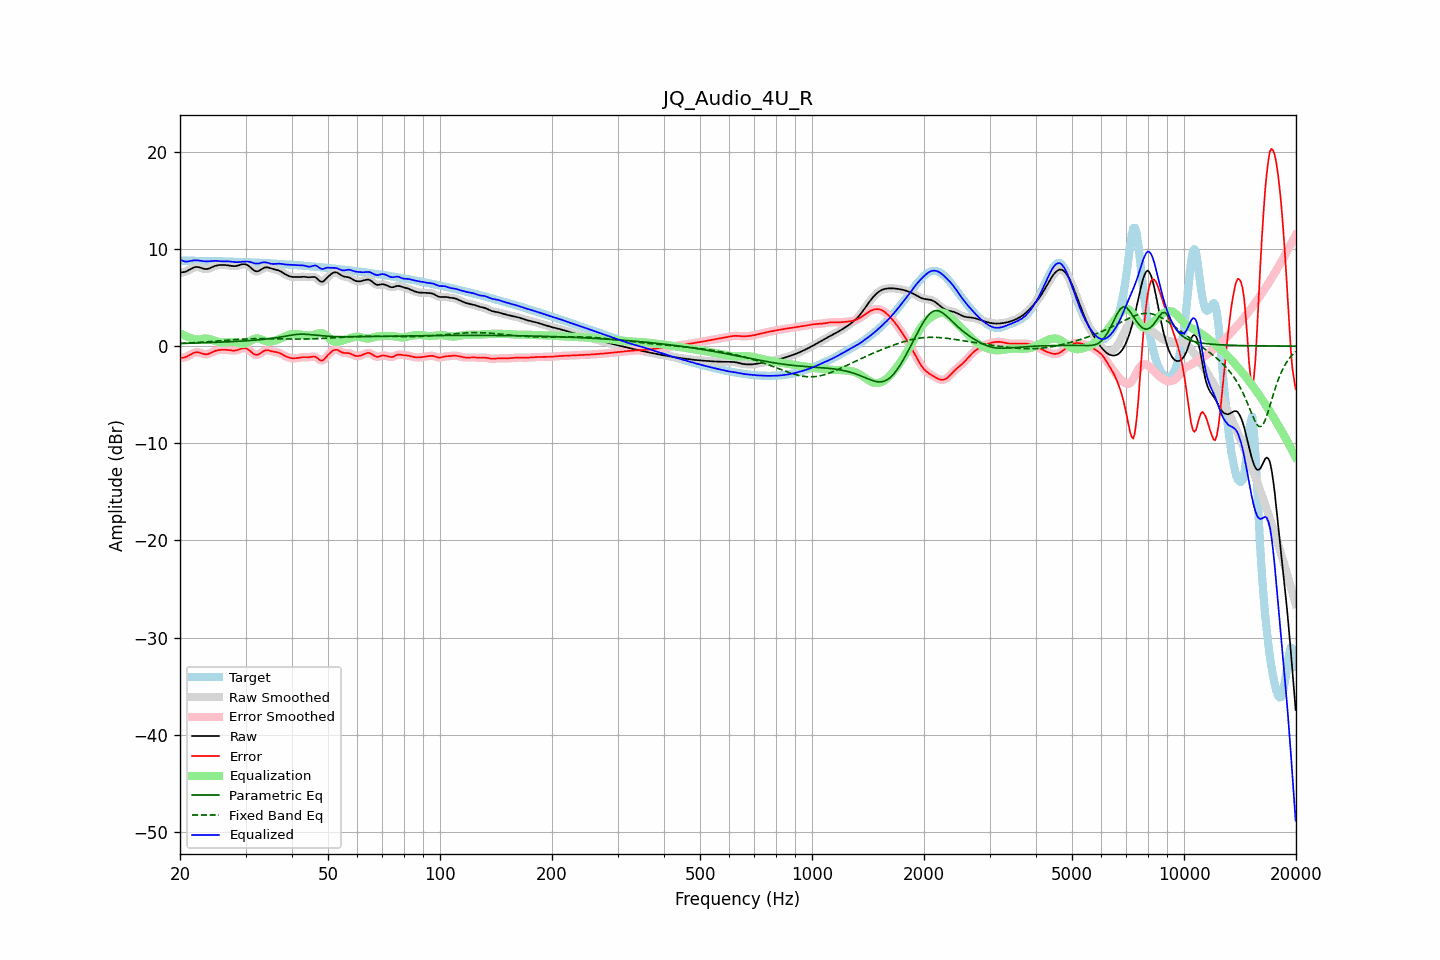 JQ_Audio_4U_R
Amplitude (dBr)
20
10
0
−10
−20
−30
−40
−50
Target
Raw Smoothed
Error Smoothed
Raw
Error
Equalization
Parametric Eq
Fixed Band Eq
Equalized
20 50 100 200 500 1000 2000 5000 10000 20000
Frequency (Hz)